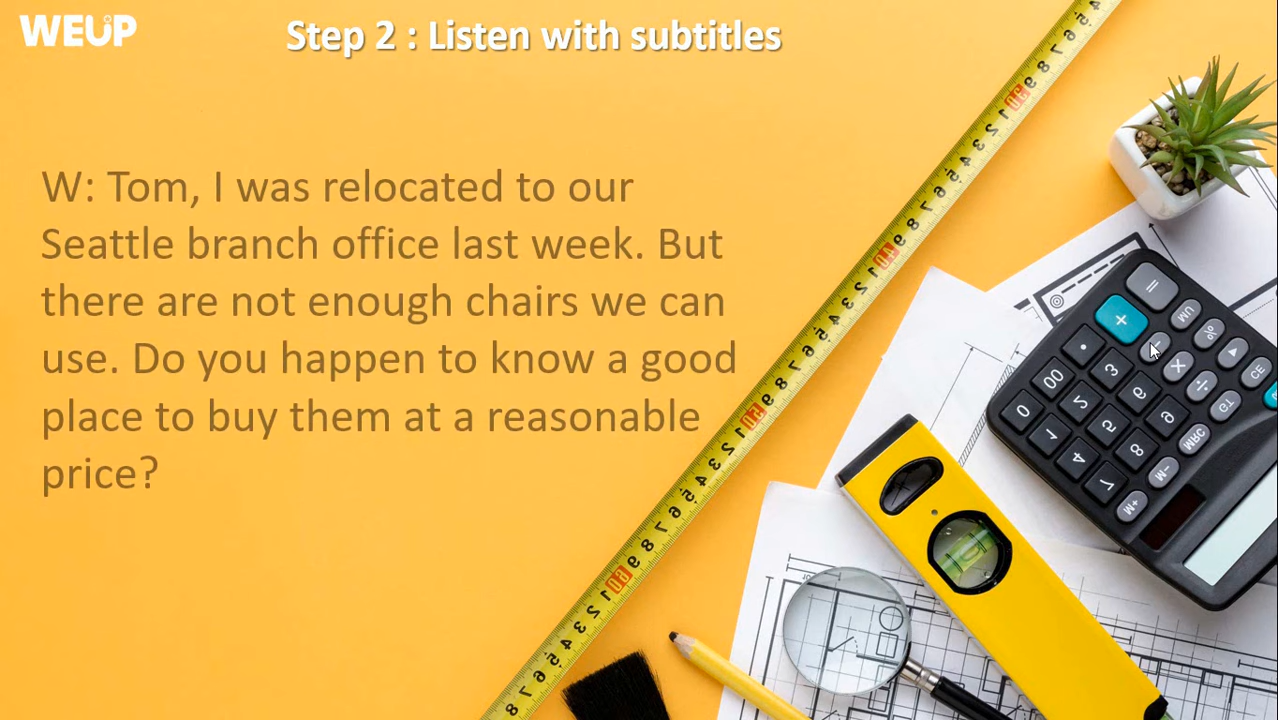 WEUP
Step 2 : Listen with subtitles
W: Tom, I was relocated to our
Seattle branch office last week. But
there are not enough chairs we can
use. Do you happen to know a good
place to buy them at a reasonable
price?